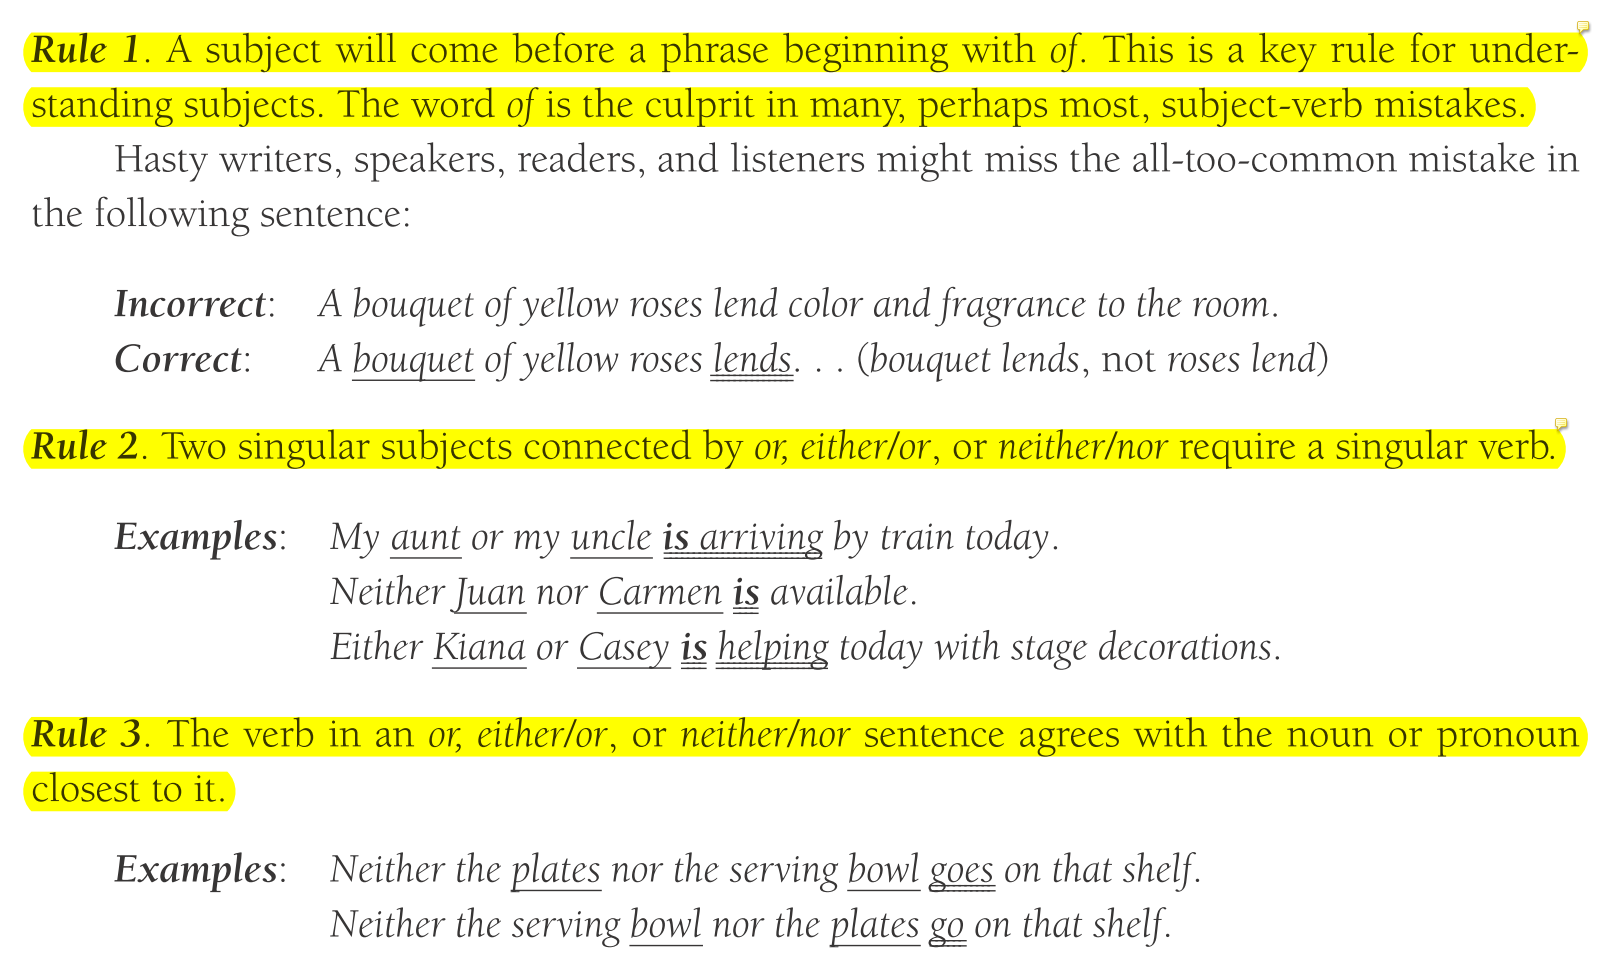 Rule 1. A subject will come before a phrase beginning with of. This is a key rule for under-
standing subjects. The word of is the culprit in many, perhaps most, subject-verb mistakes.
Hasty writers, speakers, readers, and listeners might miss the all-too-common mistake in
the following sentence:
Incorrect: A bouquet of yellow roses lend color and fragrance to the room.
Correct: A bouquet of yellow roses lends. . . (bouquet lends, not roses lend)
Rule 2. Two singular subjects connected by or, either/or, or neither/nor require a singular verb.
Examples: My aunt or my uncle is arriving by train today.
Neither Juan nor Carmen is available.
Either Kiana or Casey is helping today with stage decorations.
Rule 3. The verb in an or, either/or, or neither/nor sentence agrees with the noun or pronoun
closest to it.
Examples: Neither the plates nor the serving bowl goes on that shelf.
Neither the serving bowl nor the plates go on that shelf.